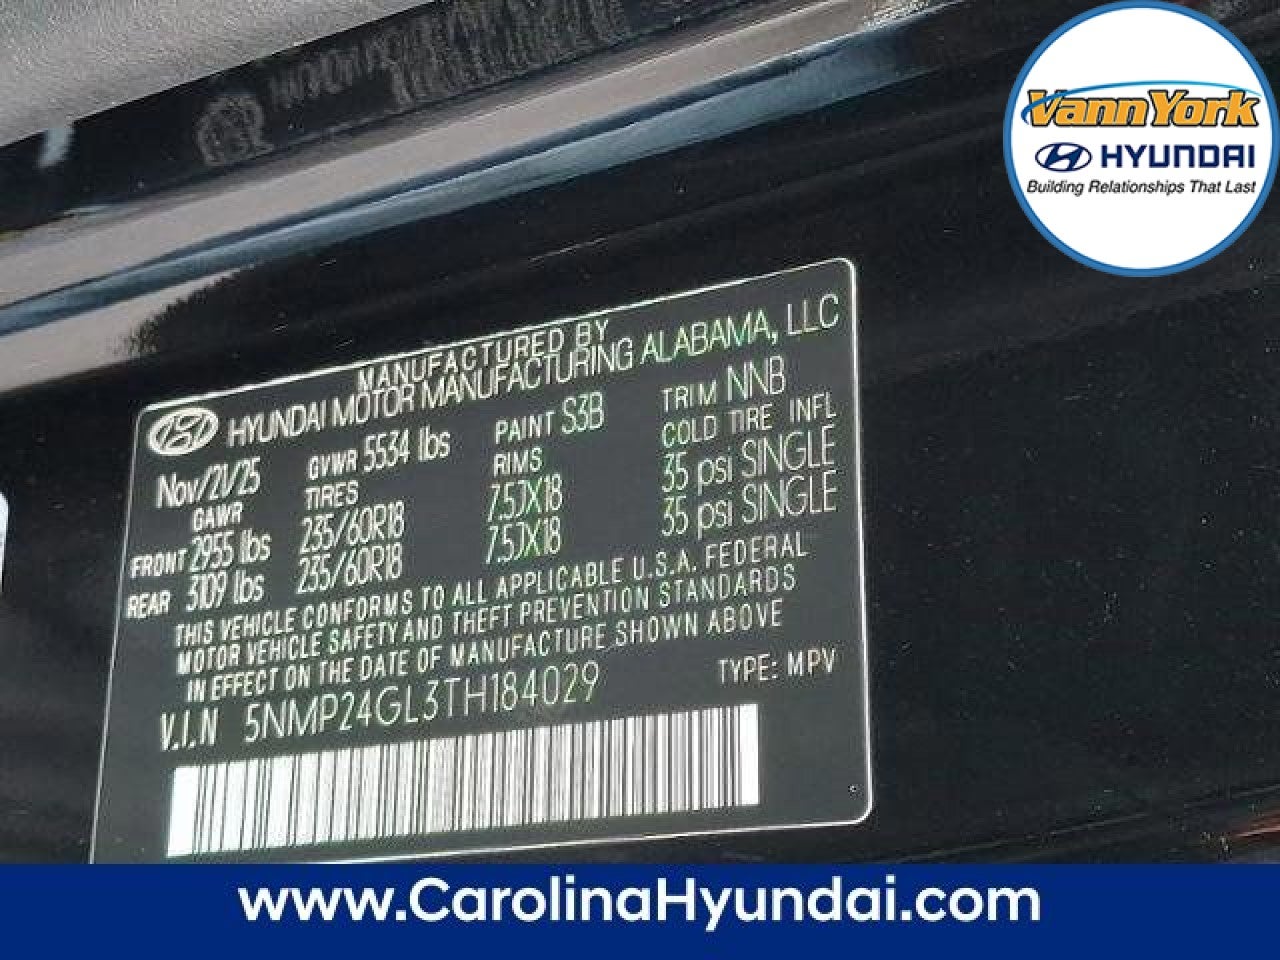 VannYork
HYUNDAI
Building Relationships That Last
MANUFACTURED BY
HYUNDAI MOTOR MANUFACTURING ALABAMA, LLC
Nov/21/25 GVWR 5534 lbs PAINT S3B TRIM NNB
GAWR TIRES RIMS COLD TIRE INFL
FRONT 2955 lbs 235/60R18 7.5JX18 35 psi SINGLE
REAR 3109 lbs 235/60R18 7.5JX18 35 psi SINGLE
THIS VEHICLE CONFORMS TO ALL APPLICABLE U.S.A. FEDERAL
MOTOR VEHICLE SAFETY AND THEFT PREVENTION STANDARDS
IN EFFECT ON THE DATE OF MANUFACTURE SHOWN ABOVE
V.I.N 5NMP24GL3TH184029 TYPE: MPV
www.CarolinaHyundai.com